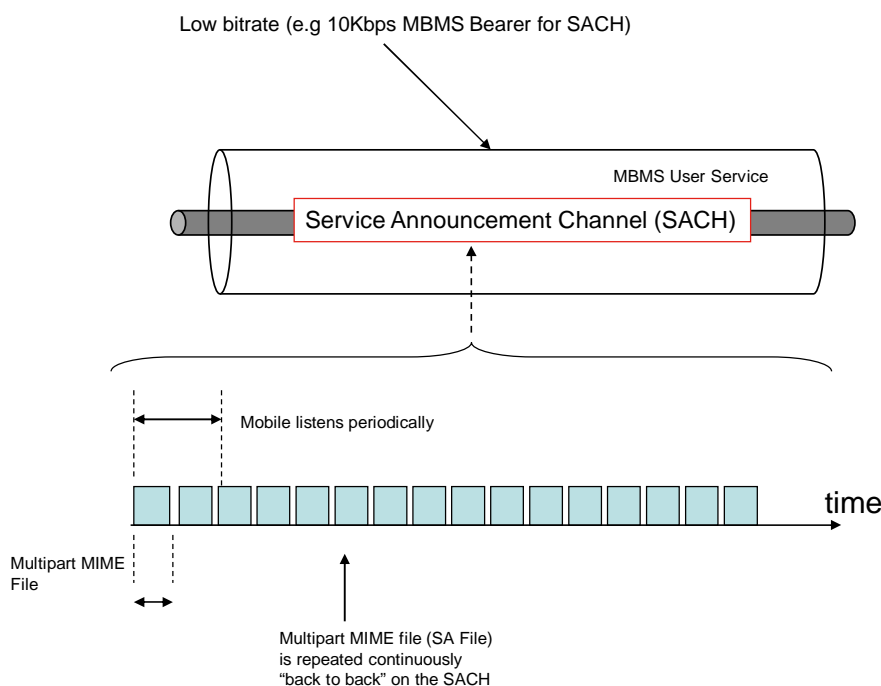 Low bitrate (e.g 10Kbps MBMS Bearer for SACH)
MBMS User Service
Service Announcement Channel (SACH)
Mobile listens periodically
time
Multipart MIME
File
Multipart MIME file (SA File)
is repeated continuously
“back to back” on the SACH